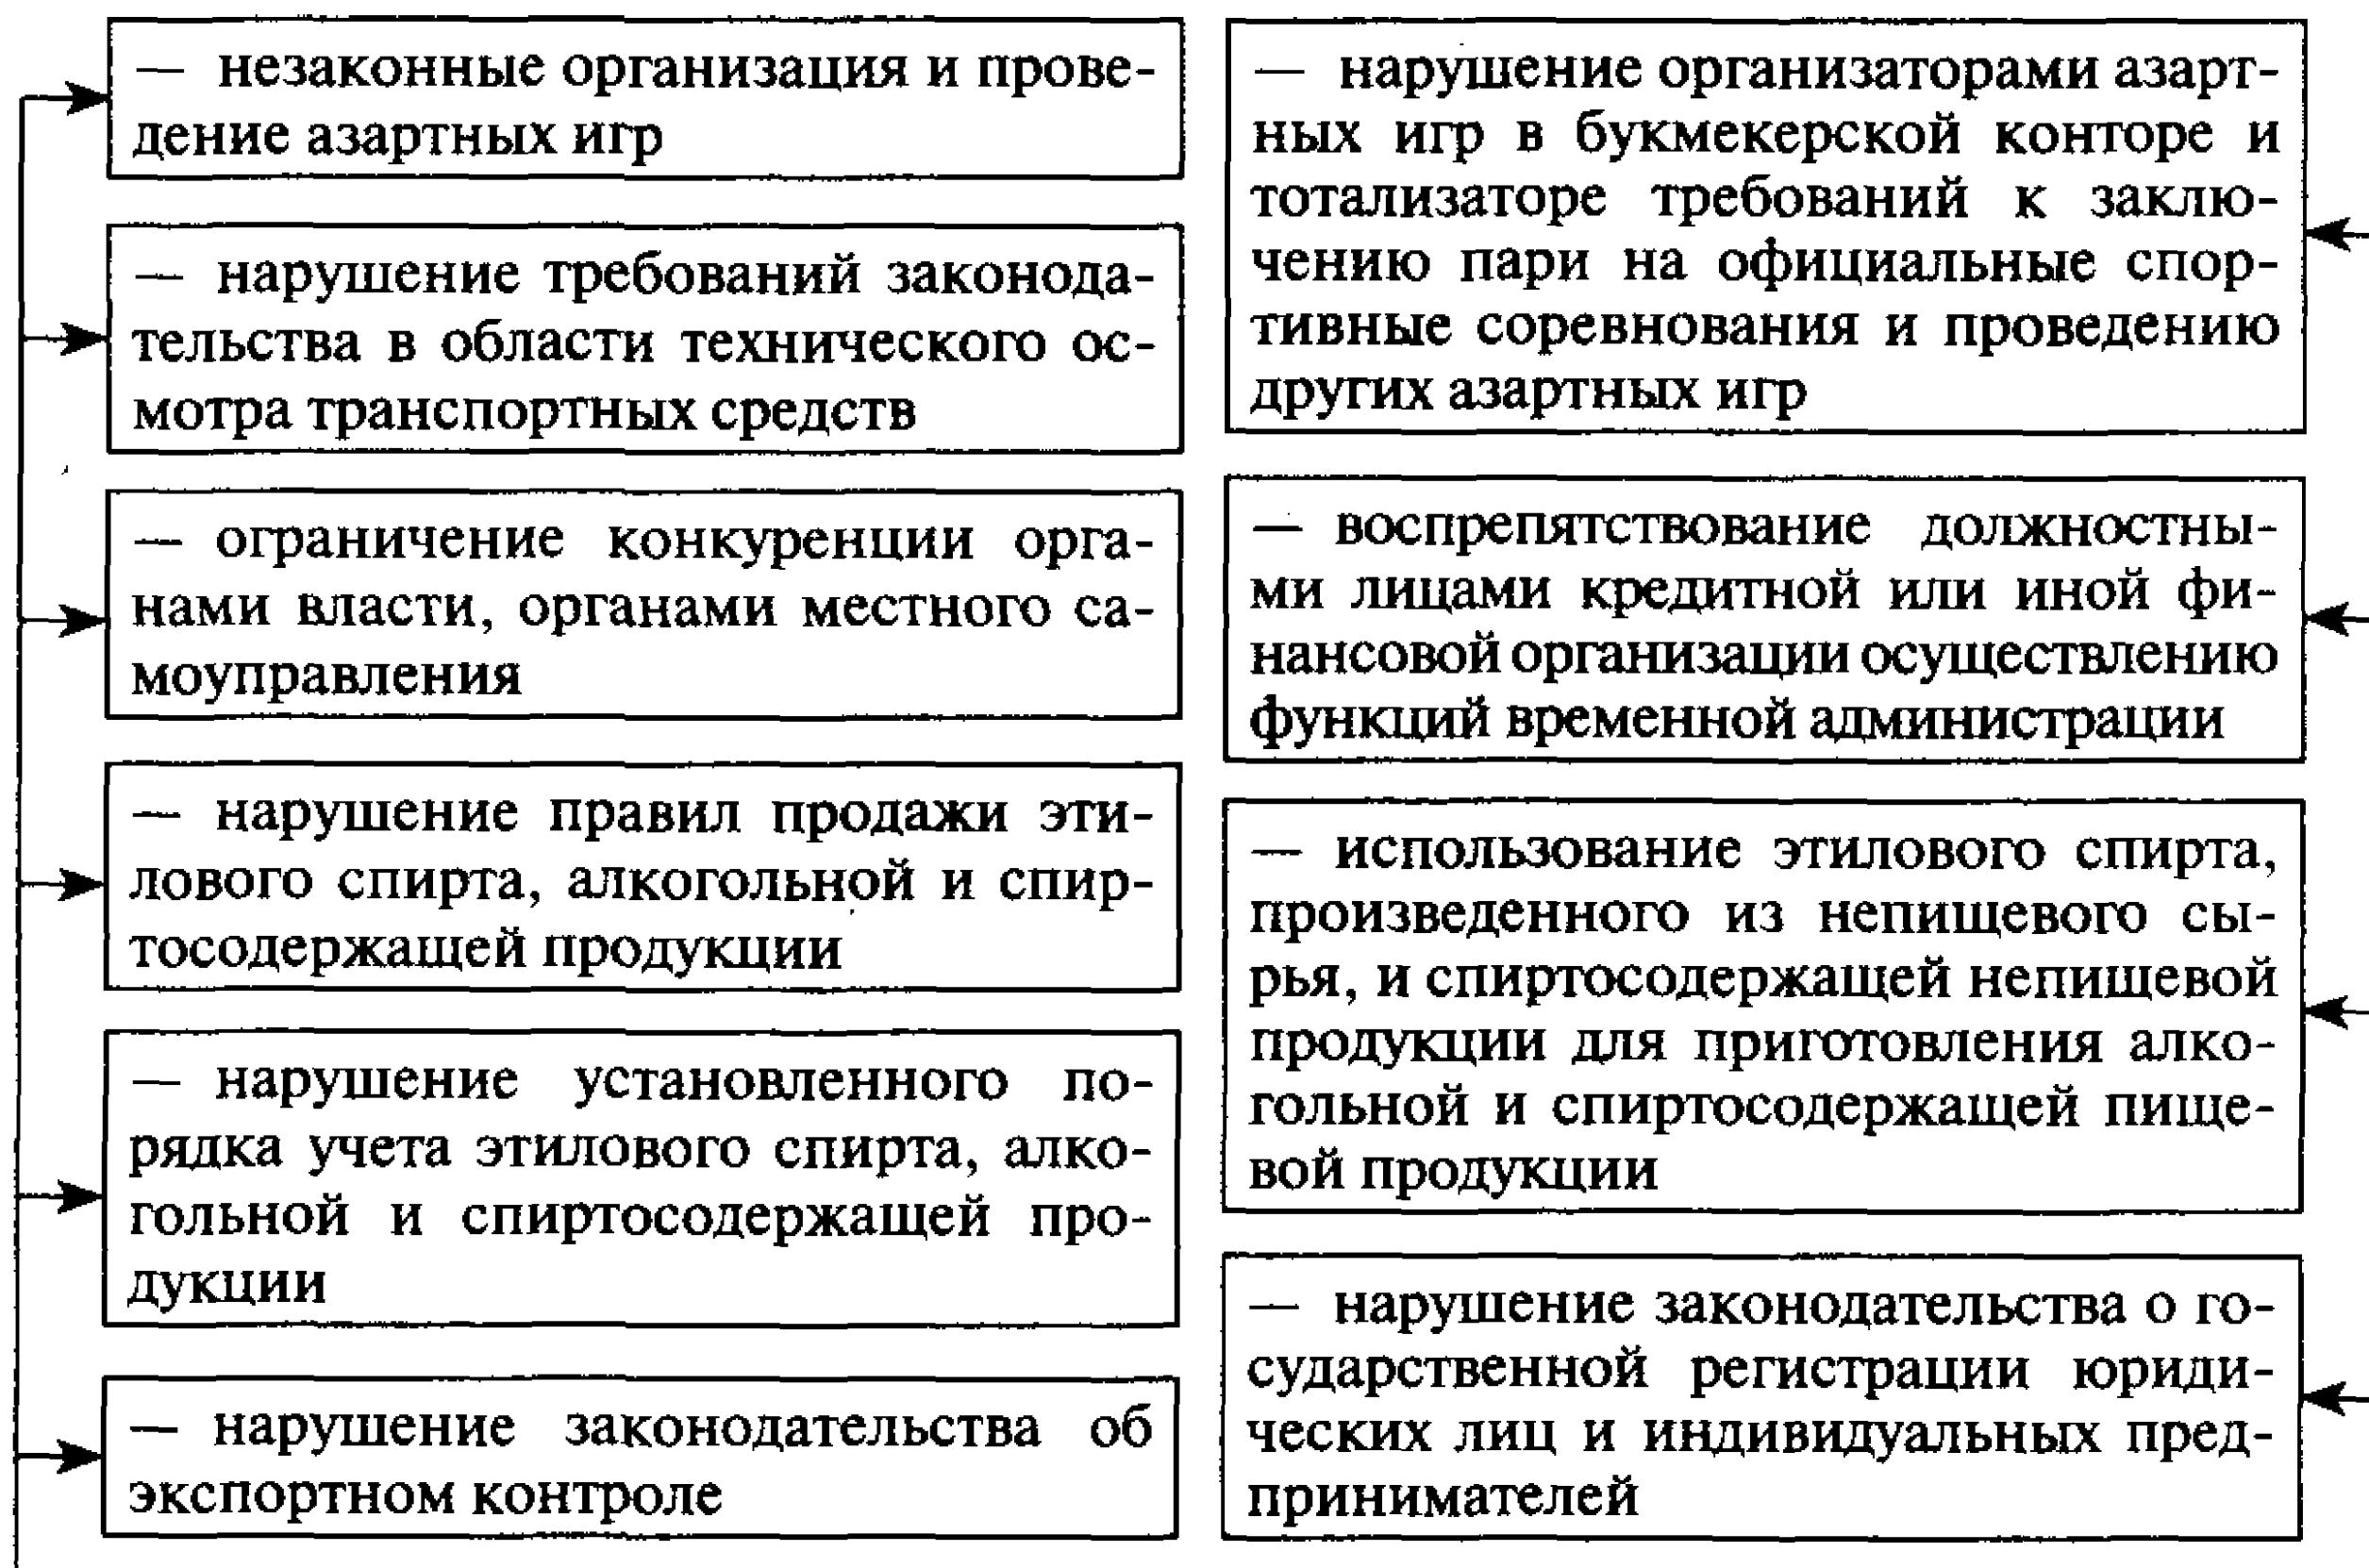 — незаконные организация и прове-
дение азартных игр
— нарушение требований законода-
тельства в области технического ос-
мотра транспортных средств
— ограничение конкуренции орга-
нами власти, органами местного са-
моуправления
— нарушение правил продажи эти-
лового спирта, алкогольной и спир-
тосодержащей продукции
— нарушение установленного по-
рядка учета этилового спирта, алко-
гольной и спиртосодержащей про-
дукции
— нарушение законодательства об
экспортном контроле
— нарушение организаторами азарт-
ных игр в букмекерской конторе и
тотализаторе требований к заклю-
чению пари на официальные спор-
тивные соревнования и проведению
других азартных игр
— воспрепятствование должностны-
ми лицами кредитной или иной фи-
нансовой организации осуществлению
функций временной администрации
— использование этилового спирта,
произведенного из непищевого сы-
рья, и спиртосодержащей непищевой
продукции для приготовления алко-
гольной и спиртосодержащей пище-
вой продукции
— нарушение законодательства о го-
сударственной регистрации юриди-
ческих лиц и индивидуальных пред-
принимателей